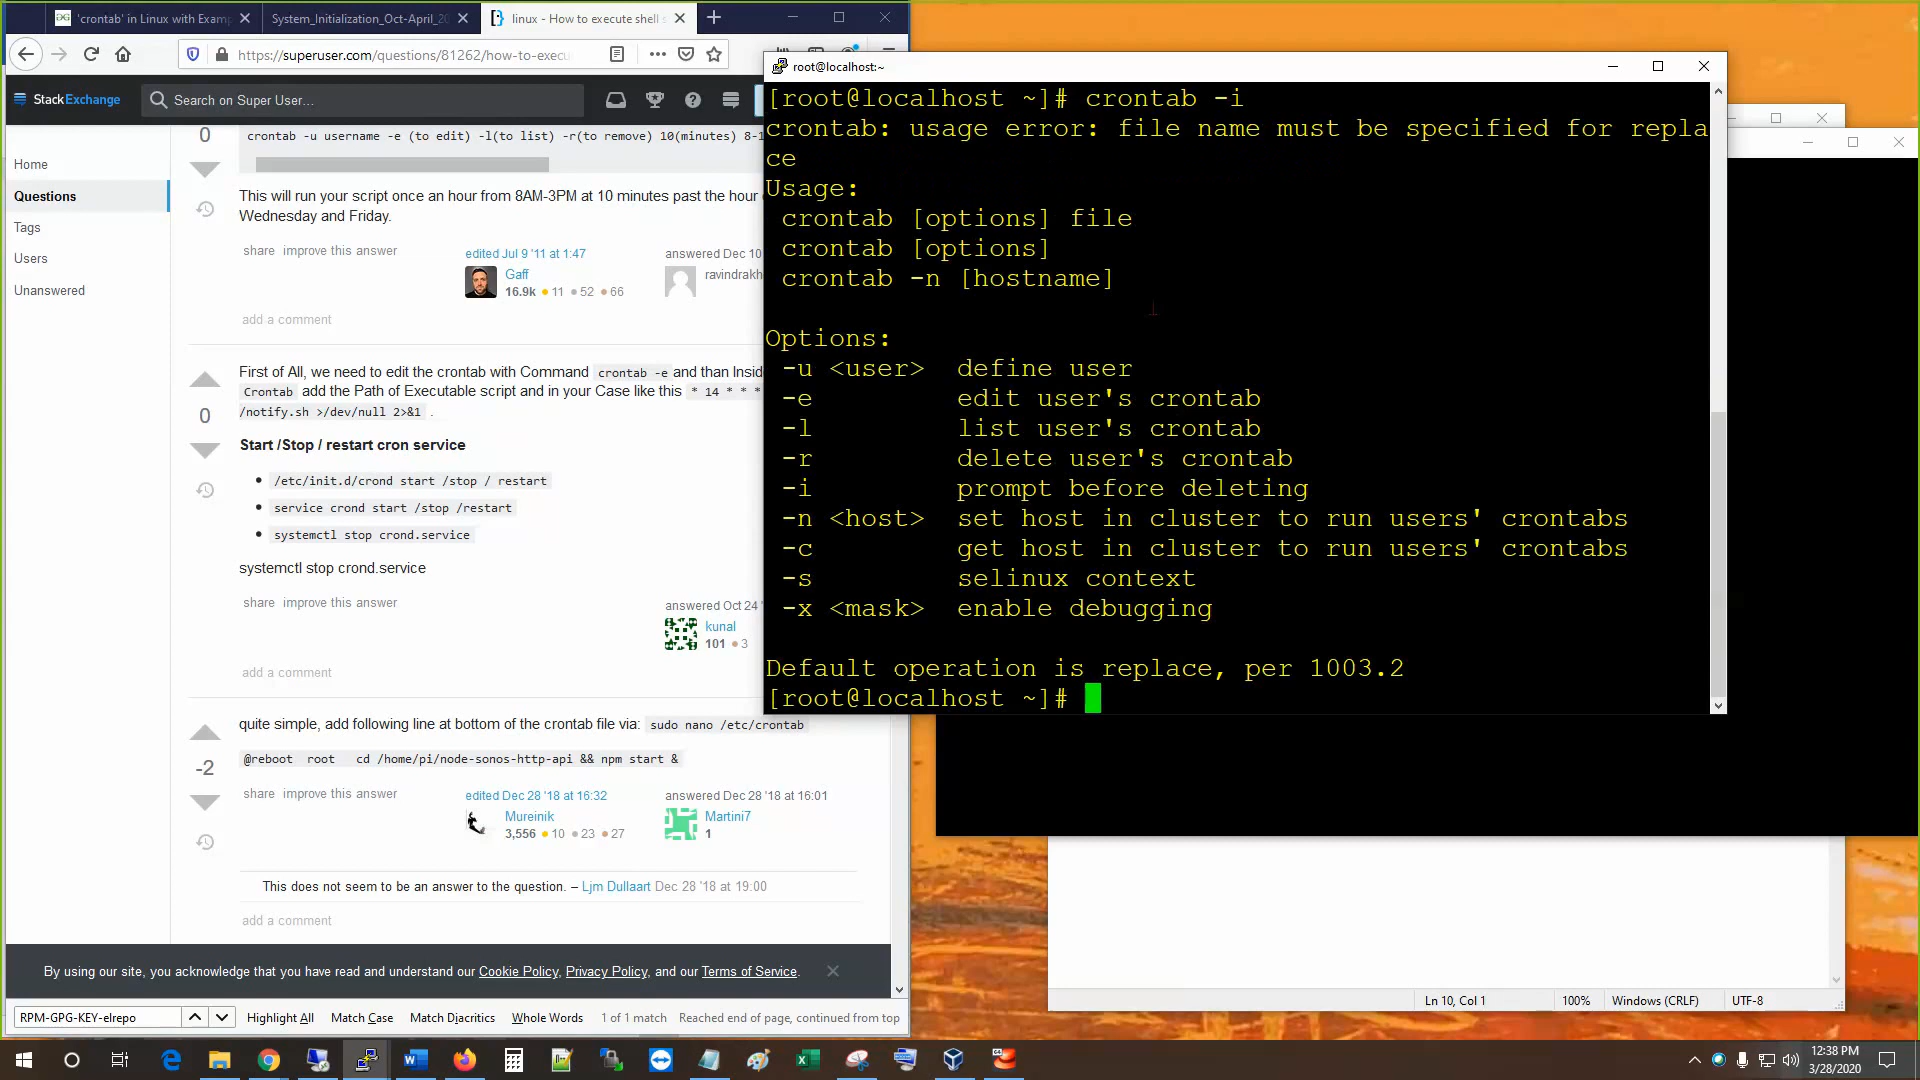 'crontab' in Linux with Examp
System_Initialization_Oct-April_20
linux - How to execute shell s
https://superuser.com/questions/81262/how-to-execu
StackExchange
Search on Super User...
Home
Questions
Tags
Users
Unanswered
0
crontab -u username -e (to edit) -l(to list) -r(to remove) 10(minutes) 8-1
This will run your script once an hour from 8AM-3PM at 10 minutes past the hour
Wednesday and Friday.
share improve this answer
edited Jul 9 '11 at 1:47
Gaff
16.9k 11 52 66
answered Dec 10
ravindrakh
add a comment
0
First of All, we need to edit the crontab with Command crontab -e and than Insid
Crontab add the Path of Executable script and in your Case like this * 14 * * *
/notify.sh >/dev/null 2>&1 .
Start /Stop / restart cron service
/etc/init.d/crond start /stop / restart
service crond start /stop /restart
systemctl stop crond.service
systemctl stop crond.service
share improve this answer
answered Oct 24 '
kunal
101 3
add a comment
-2
quite simple, add following line at bottom of the crontab file via: sudo nano /etc/crontab
@reboot root cd /home/pi/node-sonos-http-api && npm start &
share improve this answer
edited Dec 28 '18 at 16:32
Mureinik
3,556 10 23 27
answered Dec 28 '18 at 16:01
Martini7
1
This does not seem to be an answer to the question. – Ljm Dullaart Dec 28 '18 at 19:00
add a comment
By using our site, you acknowledge that you have read and understand our Cookie Policy, Privacy Policy, and our Terms of Service.
RPM-GPG-KEY-elrepo
Highlight All
Match Case
Match Diacritics
Whole Words
1 of 1 match
Reached end of page, continued from top
root@localhost:~
[root@localhost ~]# crontab -i
crontab: usage error: file name must be specified for repla
ce
Usage:
crontab [options] file
crontab [options]
crontab -n [hostname]
Options:
-u <user> define user
-e edit user's crontab
-l list user's crontab
-r delete user's crontab
-i prompt before deleting
-n <host> set host in cluster to run users' crontabs
-c get host in cluster to run users' crontabs
-s selinux context
-x <mask> enable debugging
Default operation is replace, per 1003.2
[root@localhost ~]#
Ln 10, Col 1
100%
Windows (CRLF)
UTF-8
12:38 PM
3/28/2020